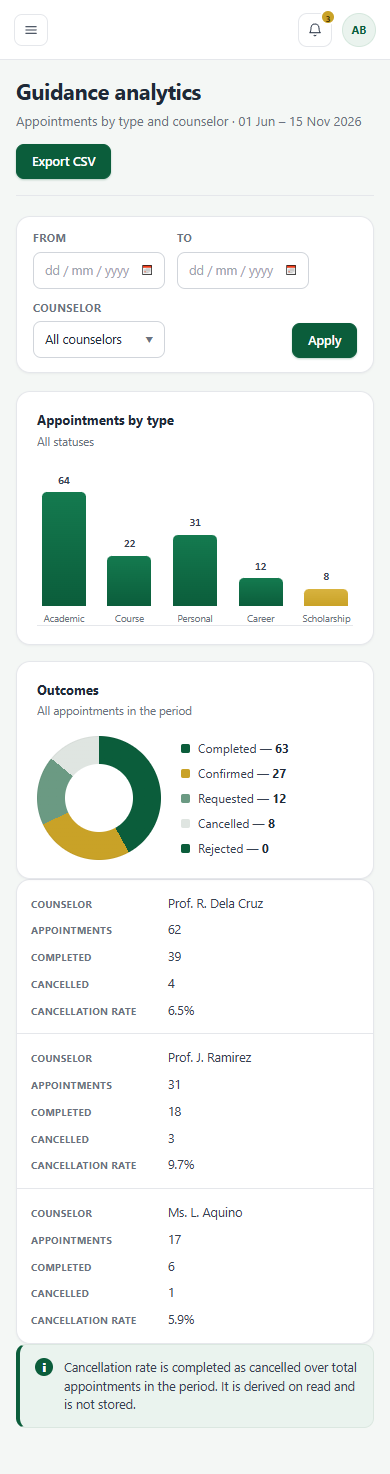 3
AB
Guidance analytics
Appointments by type and counselor · 01 Jun – 15 Nov 2026
Export CSV
FROM TO
dd / mm / yyyy dd / mm / yyyy
COUNSELOR
All counselors
Apply
Appointments by type
All statuses
64
22
31
12
8
Academic Course Personal Career Scholarship
Outcomes
All appointments in the period
Completed — 63
Confirmed — 27
Requested — 12
Cancelled — 8
Rejected — 0
COUNSELOR Prof. R. Dela Cruz
APPOINTMENTS 62
COMPLETED 39
CANCELLED 4
CANCELLATION RATE 6.5%
COUNSELOR Prof. J. Ramirez
APPOINTMENTS 31
COMPLETED 18
CANCELLED 3
CANCELLATION RATE 9.7%
COUNSELOR Ms. L. Aquino
APPOINTMENTS 17
COMPLETED 6
CANCELLED 1
CANCELLATION RATE 5.9%
Cancellation rate is completed as cancelled over total
appointments in the period. It is derived on read and
is not stored.